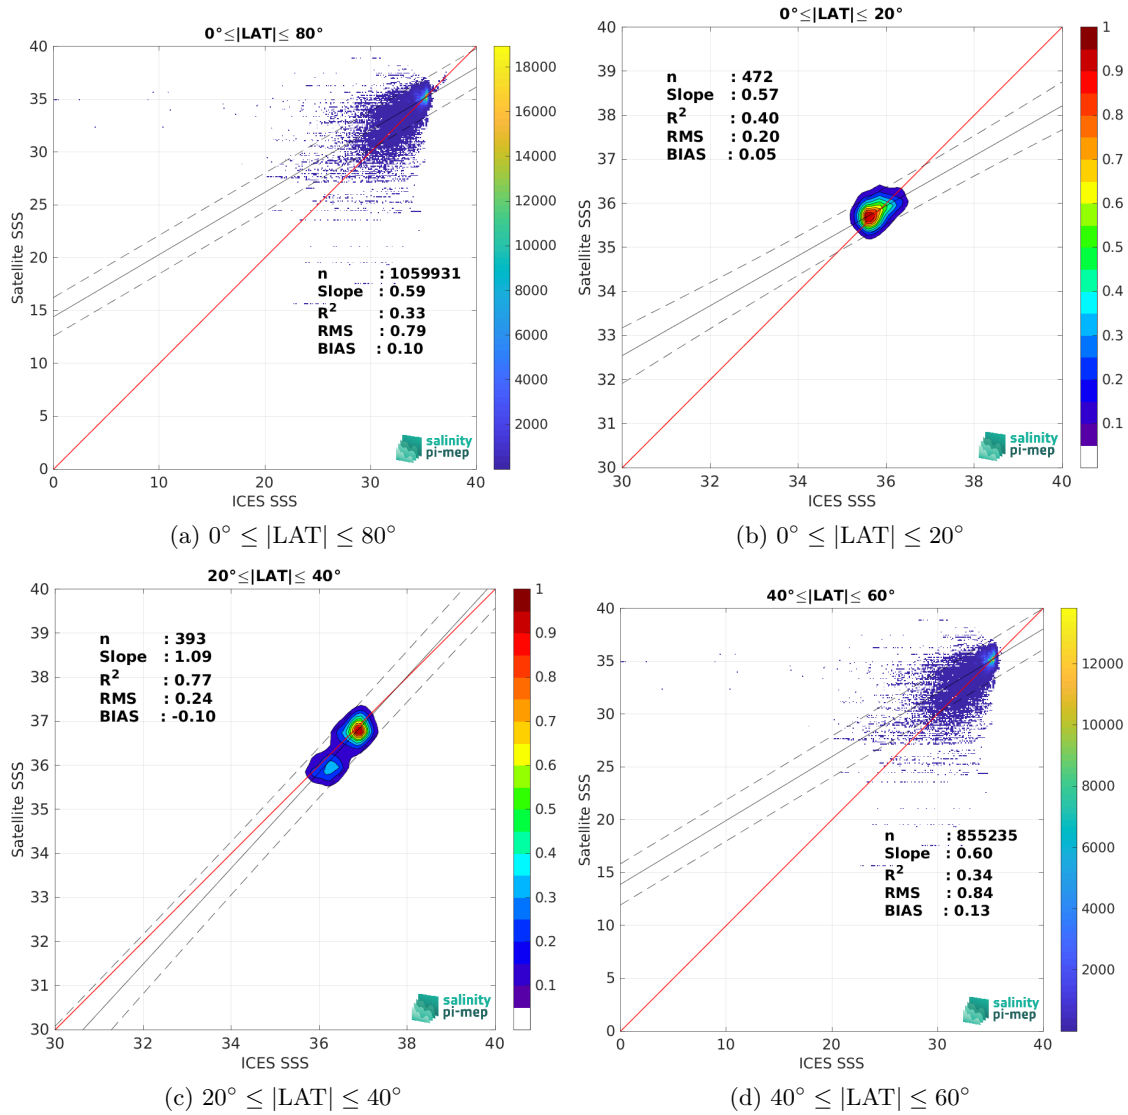 0°≤|LAT|≤ 80°
40
35
30
25
20
15
10
5
0
Satellite SSS
n : 1059931
Slope : 0.59
R² : 0.33
RMS : 0.79
BIAS : 0.10
salinity
pi-mep
0 10 20 30 40
ICES SSS
18000
16000
14000
12000
10000
8000
6000
4000
2000
(a) 0° ≤ |LAT| ≤ 80°
0°≤|LAT|≤ 20°
40
39
38
37
36
35
34
33
32
31
30
Satellite SSS
n : 472
Slope : 0.57
R² : 0.40
RMS : 0.20
BIAS : 0.05
salinity
pi-mep
30 32 34 36 38 40
ICES SSS
1
0.9
0.8
0.7
0.6
0.5
0.4
0.3
0.2
0.1
(b) 0° ≤ |LAT| ≤ 20°
20°≤|LAT|≤ 40°
40
39
38
37
36
35
34
33
32
31
30
Satellite SSS
n : 393
Slope : 1.09
R² : 0.77
RMS : 0.24
BIAS : -0.10
salinity
pi-mep
30 32 34 36 38 40
ICES SSS
1
0.9
0.8
0.7
0.6
0.5
0.4
0.3
0.2
0.1
(c) 20° ≤ |LAT| ≤ 40°
40°≤|LAT|≤ 60°
40
35
30
25
20
15
10
5
0
Satellite SSS
n : 855235
Slope : 0.60
R² : 0.34
RMS : 0.84
BIAS : 0.13
salinity
pi-mep
0 10 20 30 40
ICES SSS
12000
10000
8000
6000
4000
2000
(d) 40° ≤ |LAT| ≤ 60°